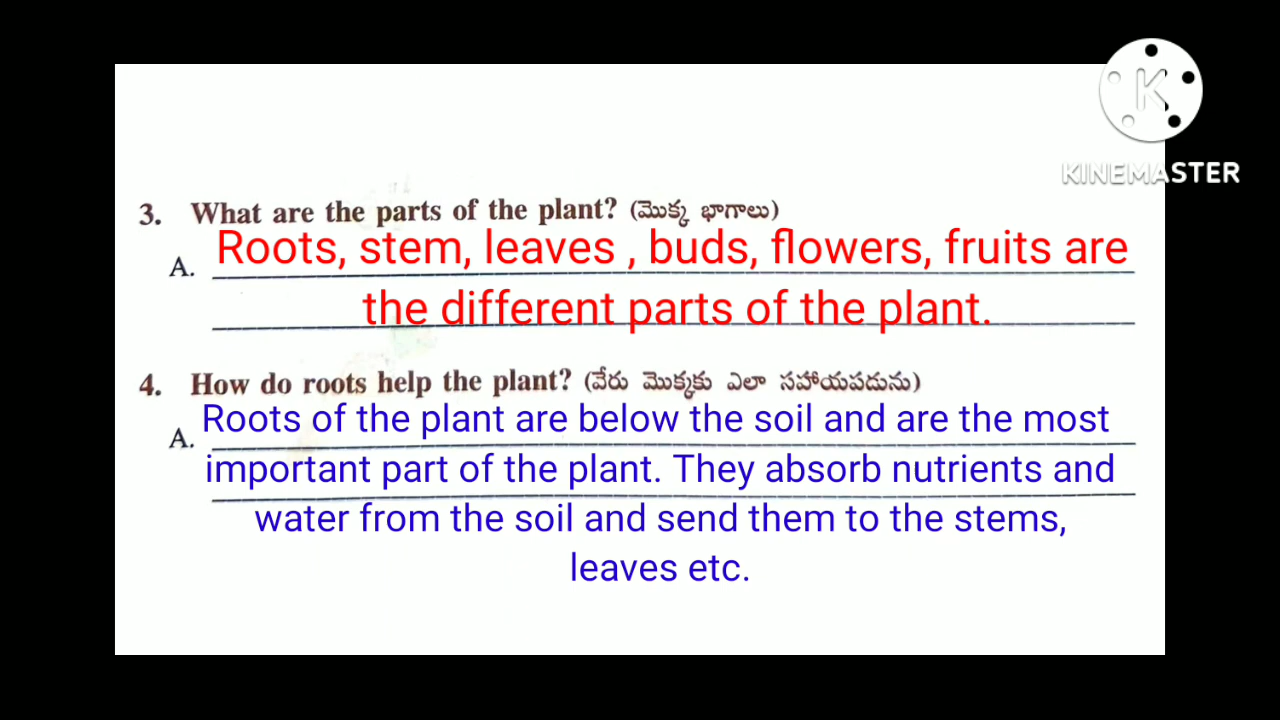 K
KINEMASTER
3. What are the parts of the plant? (మొక్క భాగాలు)
A. Roots, stem, leaves , buds, flowers, fruits are
the different parts of the plant.
4. How do roots help the plant? (వేరు మొక్కకు ఎలా సహాయపడును)
A. Roots of the plant are below the soil and are the most
important part of the plant. They absorb nutrients and
water from the soil and send them to the stems,
leaves etc.